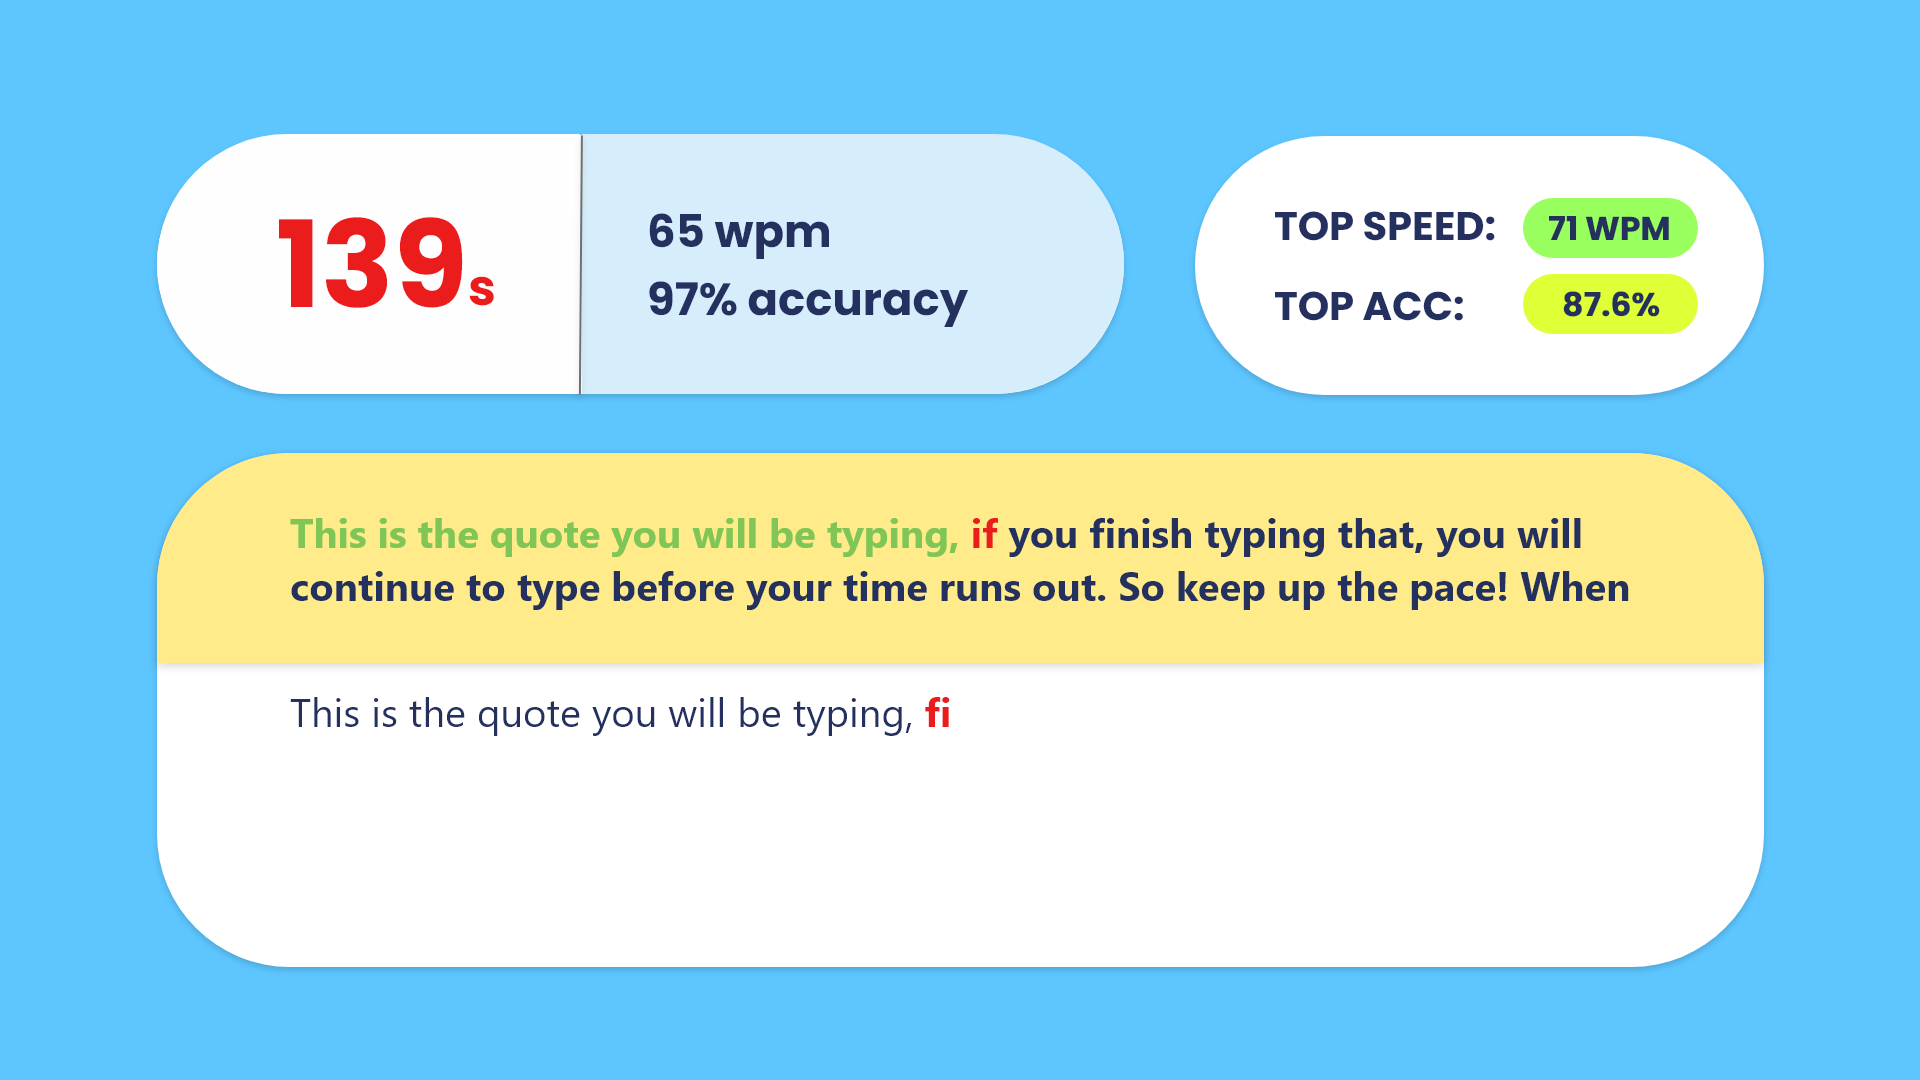 139s
65 wpm
97% accuracy
TOP SPEED: 71 WPM
TOP ACC: 87.6%
This is the quote you will be typing, if you finish typing that, you will
continue to type before your time runs out. So keep up the pace! When
This is the quote you will be typing, fi